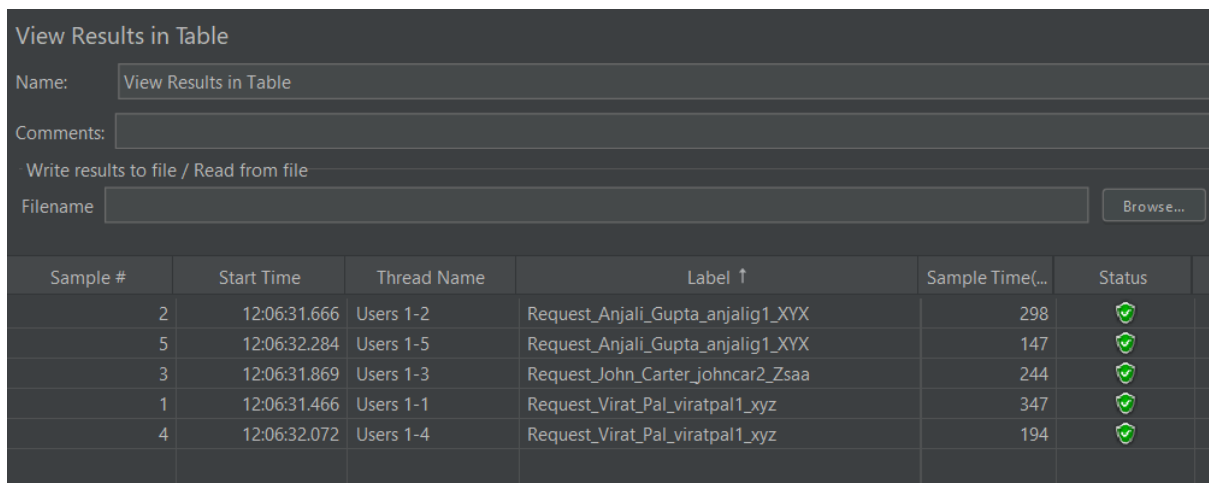 View Results in Table
Name: View Results in Table
Comments:
Write results to file / Read from file
Filename Browse...
Sample # Start Time Thread Name Label ↑ Sample Time(... Status
2 12:06:31.666 Users 1-2 Request_Anjali_Gupta_anjalig1_XYX 298
5 12:06:32.284 Users 1-5 Request_Anjali_Gupta_anjalig1_XYX 147
3 12:06:31.869 Users 1-3 Request_John_Carter_johncar2_Zsaa 244
1 12:06:31.466 Users 1-1 Request_Virat_Pal_viratpal1_xyz 347
4 12:06:32.072 Users 1-4 Request_Virat_Pal_viratpal1_xyz 194